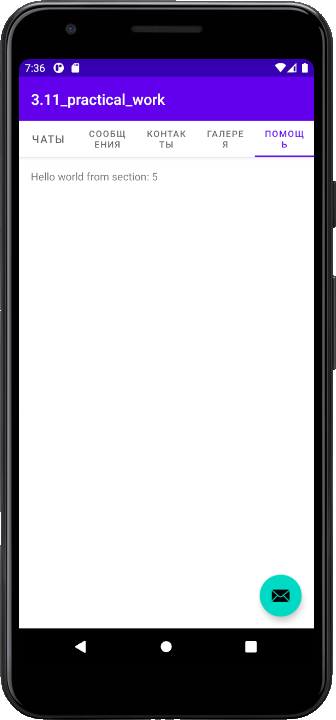 7:36
3.11_practical_work
ЧАТЫ
СООБЩ
ЕНИЯ
КОНТАК
ТЫ
ГАЛЕРЕ
Я
ПОМОЩ
Ь
Hello world from section: 5